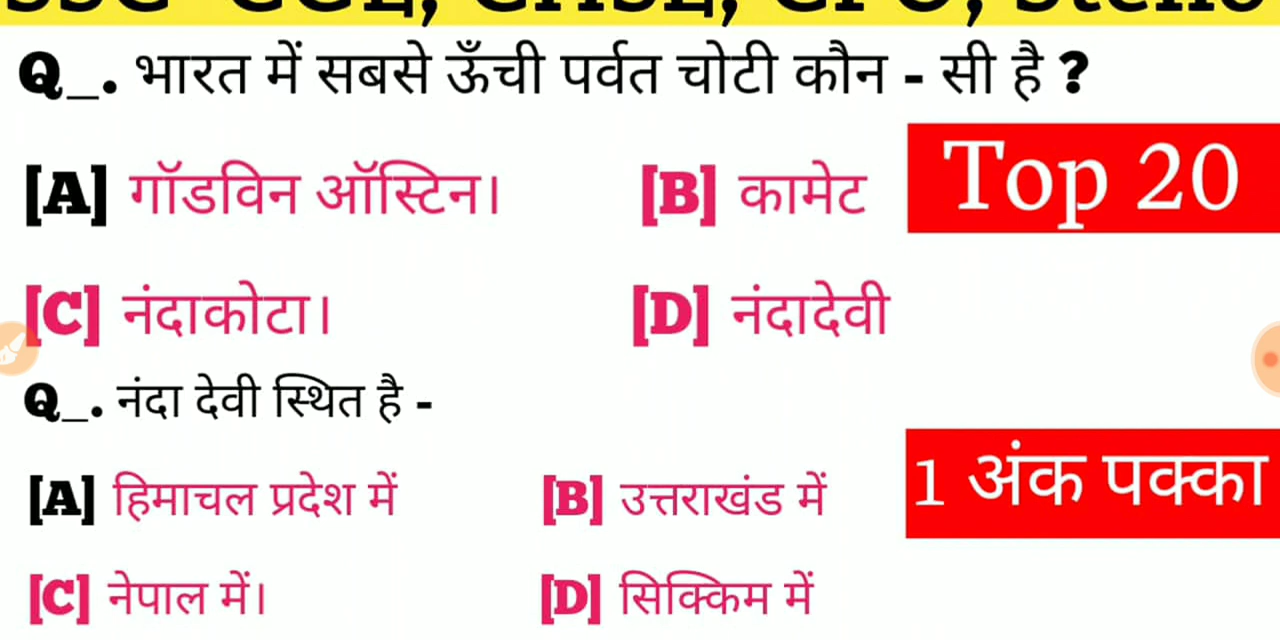 Q_. भारत में सबसे ऊँची पर्वत चोटी कौन - सी है ?
[A] गॉडविन ऑस्टिन। [B] कामेट
Top 20
[C] नंदाकोटा। [D] नंदादेवी
Q_. नंदा देवी स्थित है -
[A] हिमाचल प्रदेश में [B] उत्तराखंड में
1 अंक पक्का
[C] नेपाल में। [D] सिक्किम में